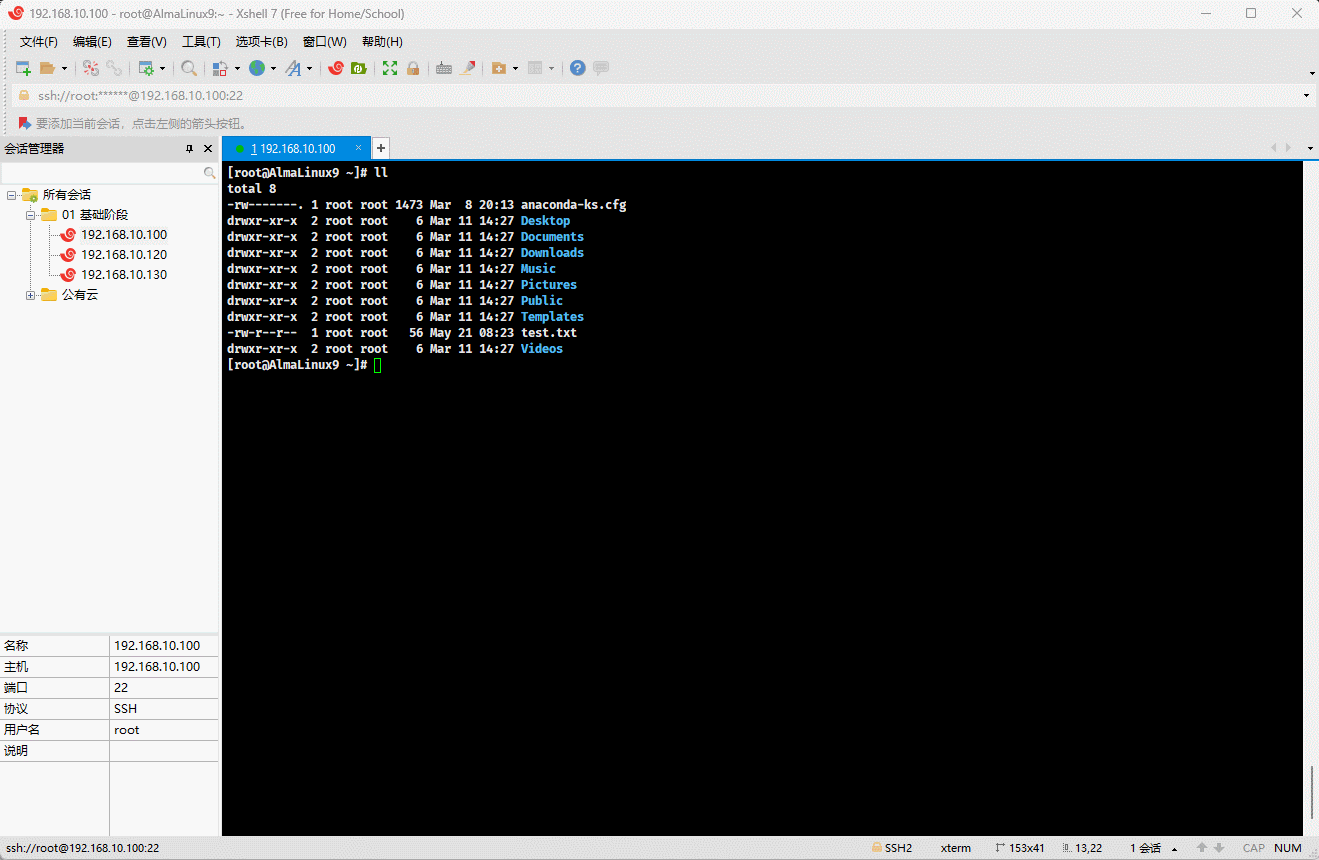 192.168.10.100 - root@AlmaLinux9:~ - Xshell 7 (Free for Home/School)
文件(F) 编辑(E) 查看(V) 工具(T) 选项卡(B) 窗口(W) 帮助(H)
ssh://root:******@192.168.10.100:22
要添加当前会话，点击左侧的箭头按钮。
会话管理器
所有会话
01 基础阶段
192.168.10.100
192.168.10.120
192.168.10.130
公有云
名称 192.168.10.100
主机 192.168.10.100
端口 22
协议 SSH
用户名 root
说明
1 192.168.10.100
[root@AlmaLinux9 ~]# ll
total 8
-rw-------. 1 root root 1473 Mar  8 20:13 anaconda-ks.cfg
drwxr-xr-x  2 root root    6 Mar 11 14:27 Desktop
drwxr-xr-x  2 root root    6 Mar 11 14:27 Documents
drwxr-xr-x  2 root root    6 Mar 11 14:27 Downloads
drwxr-xr-x  2 root root    6 Mar 11 14:27 Music
drwxr-xr-x  2 root root    6 Mar 11 14:27 Pictures
drwxr-xr-x  2 root root    6 Mar 11 14:27 Public
drwxr-xr-x  2 root root    6 Mar 11 14:27 Templates
-rw-r--r--  1 root root   56 May 21 08:23 test.txt
drwxr-xr-x  2 root root    6 Mar 11 14:27 Videos
[root@AlmaLinux9 ~]#
ssh://root@192.168.10.100:22 SSH2 xterm 153x41 13,22 1 会话 CAP NUM